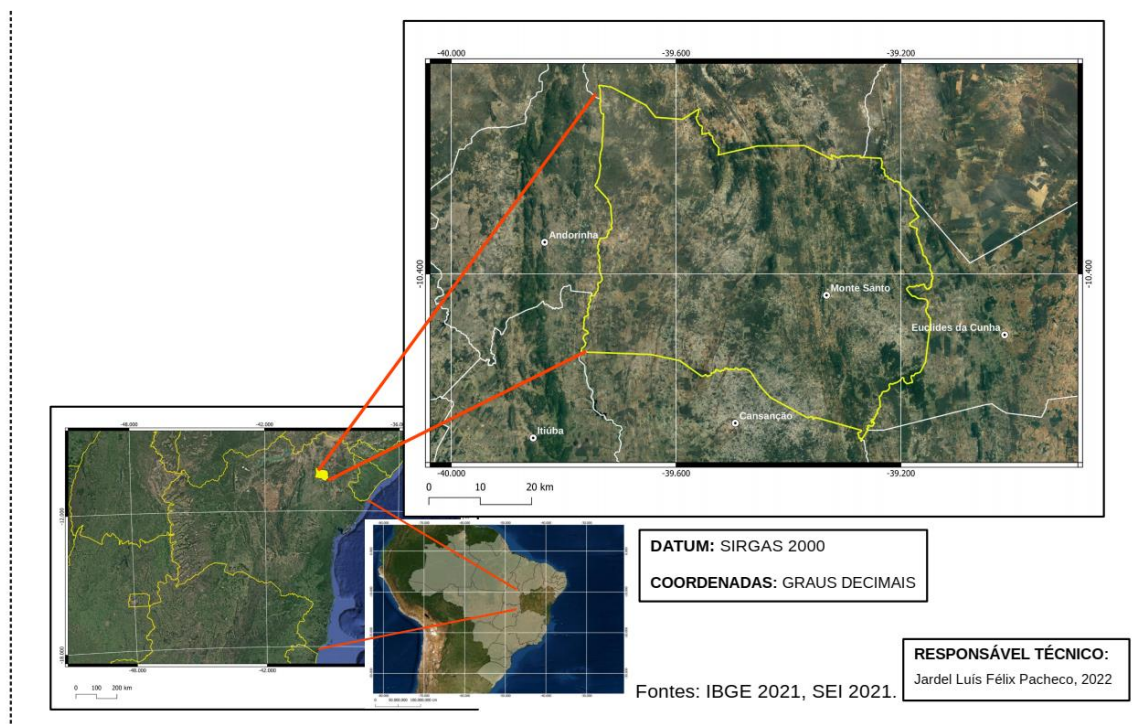 -40.000 -39.600 -39.200
Andorinha
-10.400 -10.400
Monte Santo
Euclides da Cunha
Cansanção
Itiúba
-40.000 -39.600 -39.200
0 10 20 km
-48.000 -42.000
-12.000
-48.000 -42.000
0 100 200 km
DATUM: SIRGAS 2000
COORDENADAS: GRAUS DECIMAIS
RESPONSÁVEL TÉCNICO:
Jardel Luís Félix Pacheco, 2022
Fontes: IBGE 2021, SEI 2021.